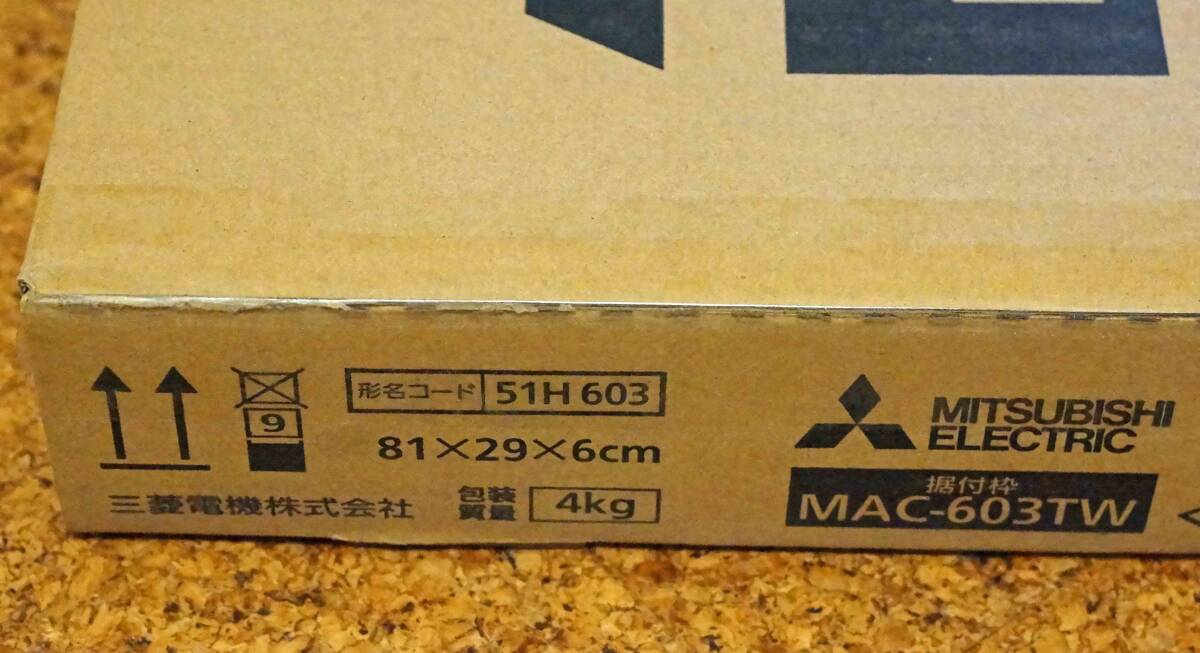 9
形名コード 51H 603
81×29×6cm
三菱電機株式会社
包装質量 4kg
MITSUBISHI
ELECTRIC
据付枠
MAC-603TW